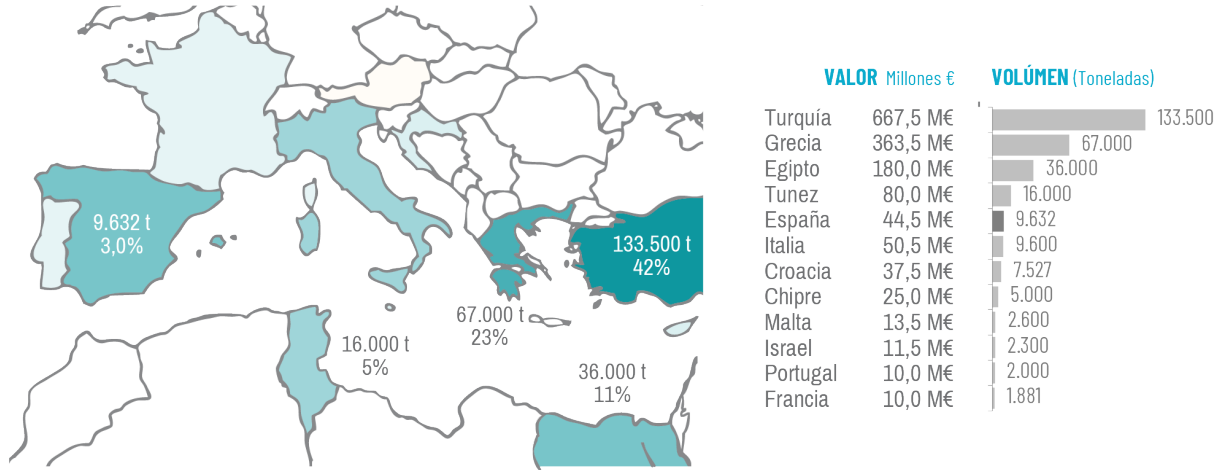 9.632 t
3,0%
133.500 t
42%
67.000 t
23%
16.000 t
5%
36.000 t
11%
VALOR Millones € VOLÚMEN (Toneladas)
Turquía 667,5 M€ 133.500
Grecia 363,5 M€ 67.000
Egipto 180,0 M€ 36.000
Tunez 80,0 M€ 16.000
España 44,5 M€ 9.632
Italia 50,5 M€ 9.600
Croacia 37,5 M€ 7.527
Chipre 25,0 M€ 5.000
Malta 13,5 M€ 2.600
Israel 11,5 M€ 2.300
Portugal 10,0 M€ 2.000
Francia 10,0 M€ 1.881